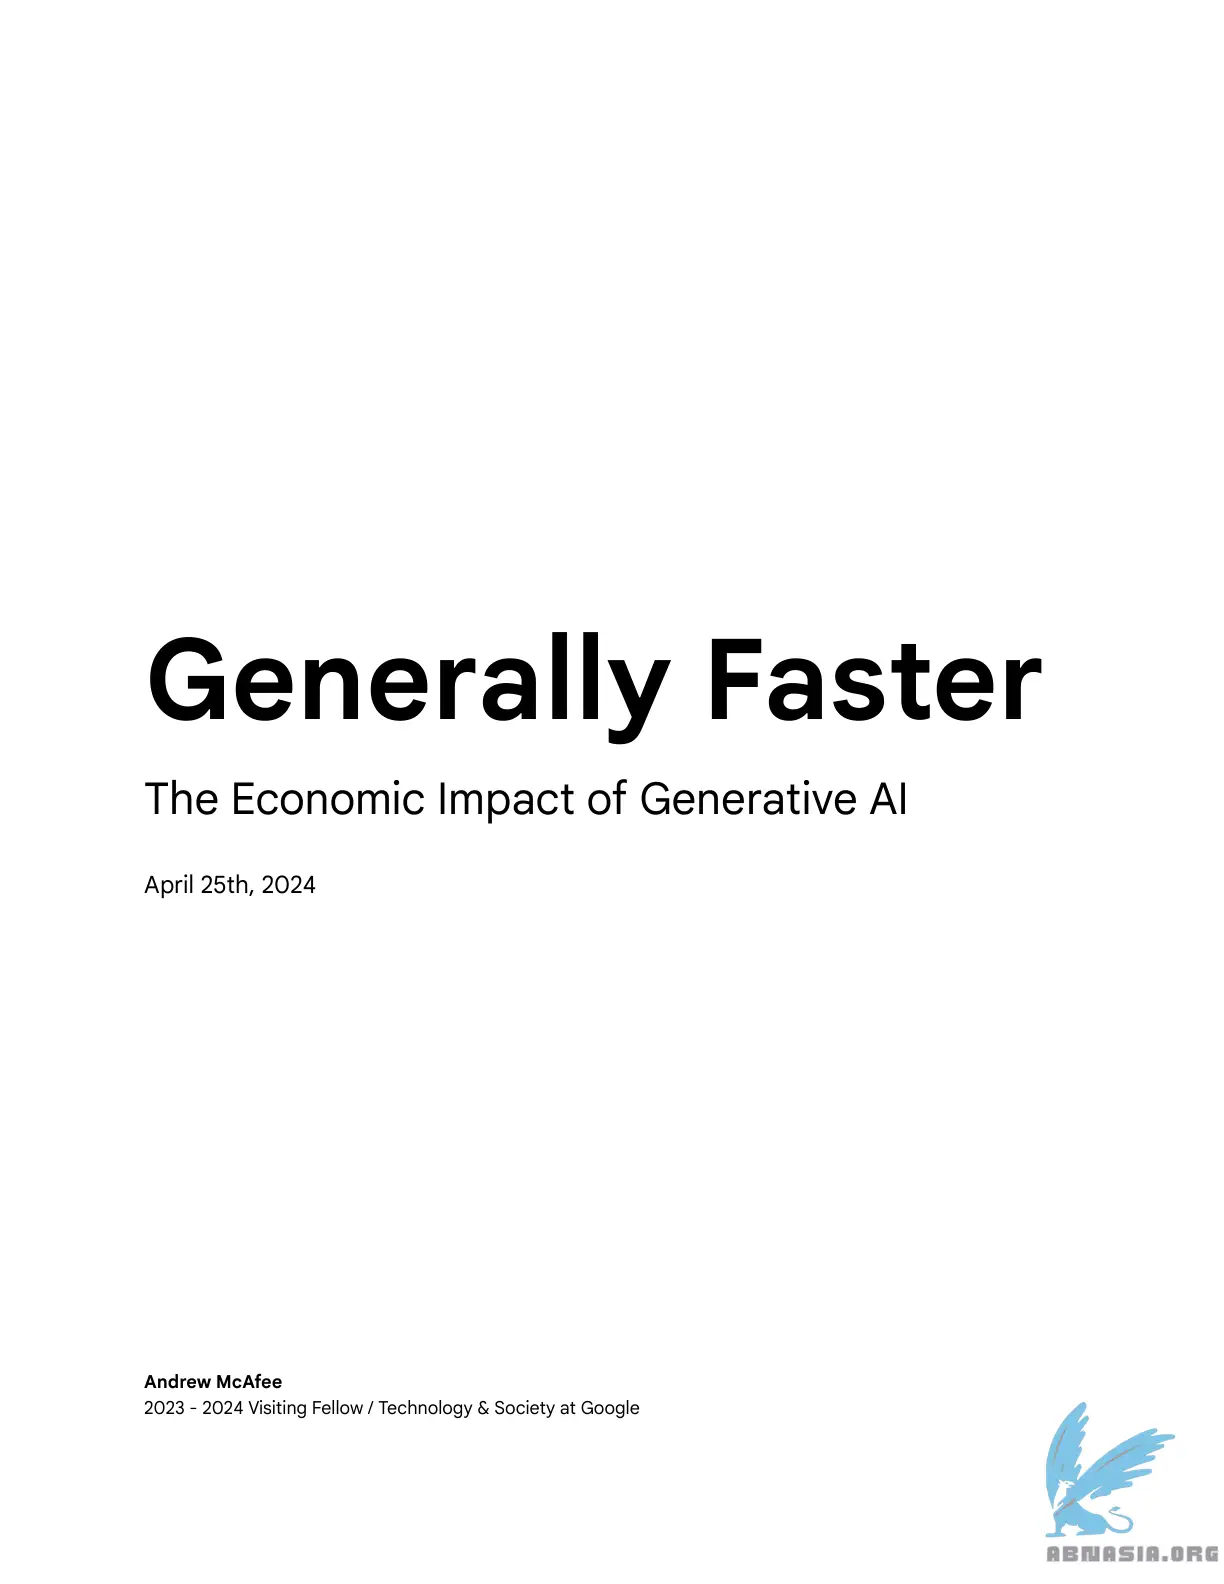 Generally Faster
The Economic Impact of Generative AI
April 25th, 2024
Andrew McAfee
2023 - 2024 Visiting Fellow / Technology & Society at Google
ABNASIA.ORG